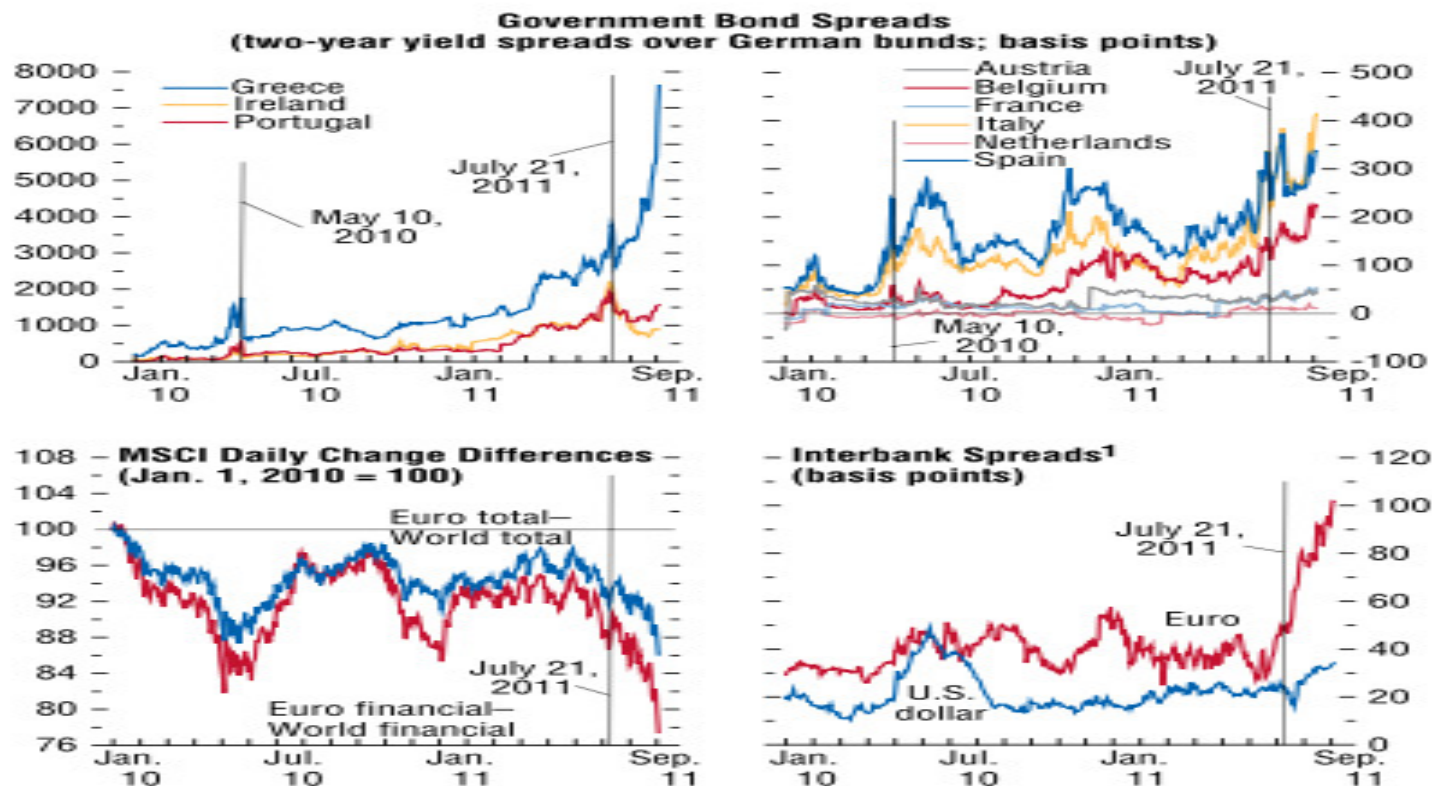 Government Bond Spreads
(two-year yield spreads over German bunds; basis points)
8000
7000
6000
5000
4000
3000
2000
1000
0
Greece
Ireland
Portugal
July 21,
2011
May 10,
2010
Jan.
10
Jul.
10
Jan.
11
Sep.
11
Austria
Belgium
France
Italy
Netherlands
Spain
July 21,
2011
May 10,
2010
500
400
300
200
100
0
-100
Jan.
10
Jul.
10
Jan.
11
Sep.
11
MSCI Daily Change Differences
(Jan. 1, 2010 = 100)
108
104
100
96
92
88
84
80
76
Euro total–
World total
July 21,
2011
Euro financial–
World financial
Jan.
10
Jul.
10
Jan.
11
Sep.
11
Interbank Spreads¹
(basis points)
120
100
80
60
40
20
0
July 21,
2011
Euro
U.S.
dollar
Jan.
10
Jul.
10
Jan.
11
Sep.
11